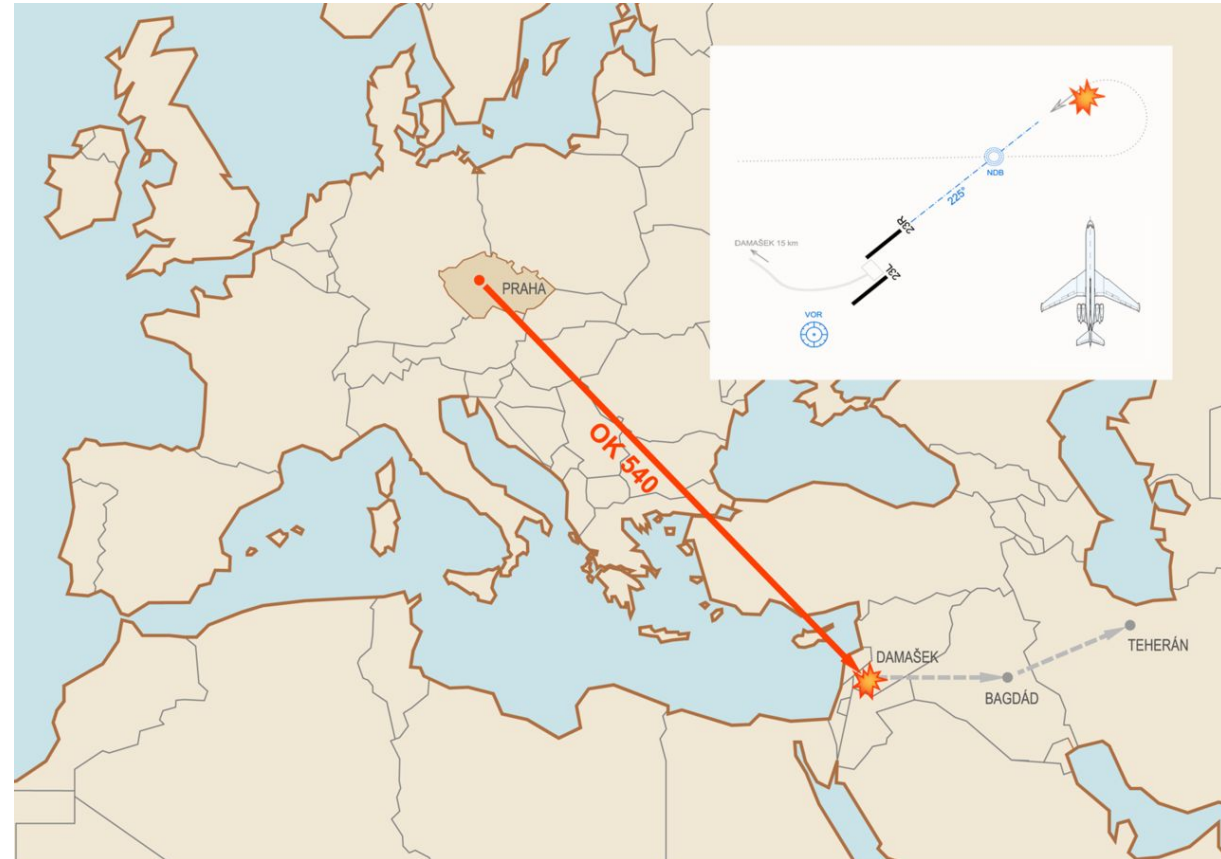 NDB
225°
23R
DAMAŠEK 15 km
23L
VOR
PRAHA
OK 540
DAMAŠEK
TEHERÁN
BAGDÁD